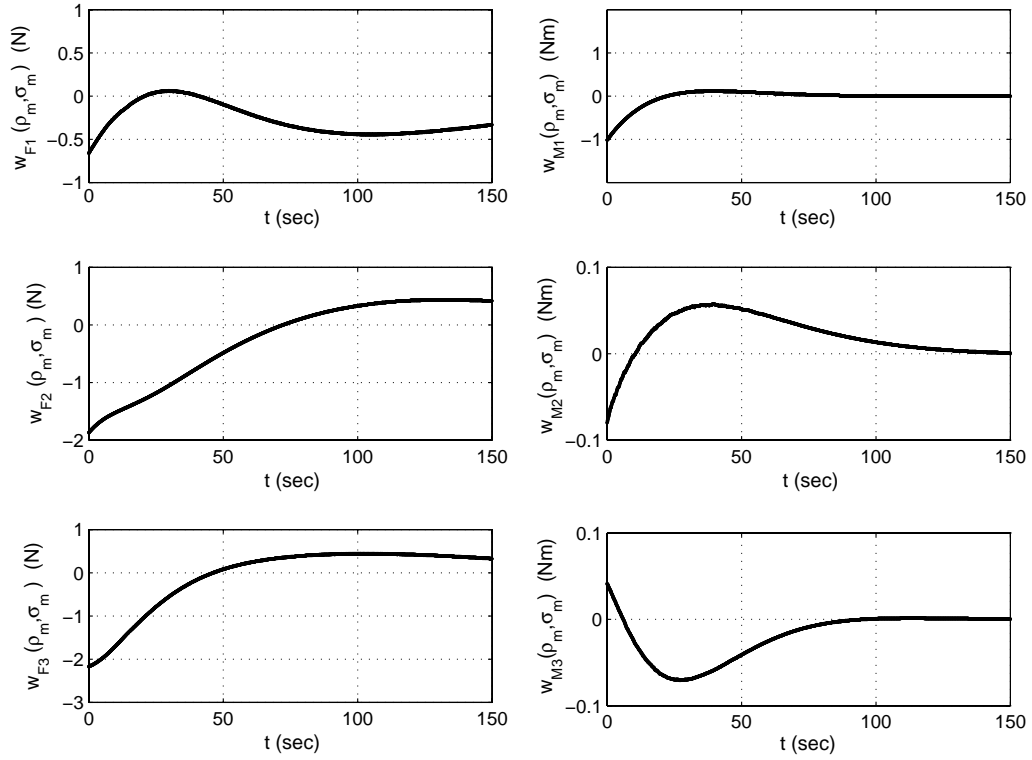 1
0.5
0
−0.5
−1
w_F1(ρ_m,σ_m) (N)
0 50 100 150
t (sec)
1
0
−1
w_M1(ρ_m,σ_m) (Nm)
0 50 100 150
t (sec)
1
0
−1
−2
w_F2(ρ_m,σ_m) (N)
0 50 100 150
t (sec)
0.1
0
−0.1
w_M2(ρ_m,σ_m) (Nm)
0 50 100 150
t (sec)
1
0
−1
−2
−3
w_F3(ρ_m,σ_m) (N)
0 50 100 150
t (sec)
0.1
0
−0.1
w_M3(ρ_m,σ_m) (Nm)
0 50 100 150
t (sec)